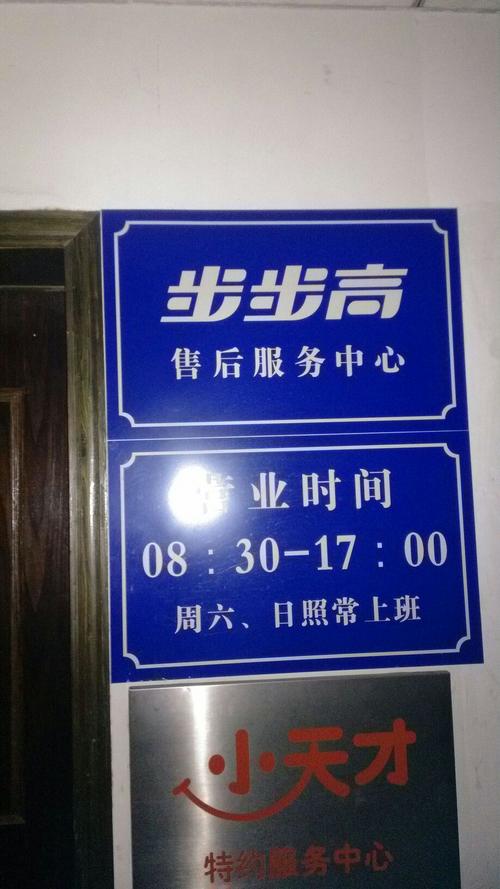 步步高
售后服务中心
营业时间
08：30-17：00
周六、日照常上班
小天才
特约服务中心